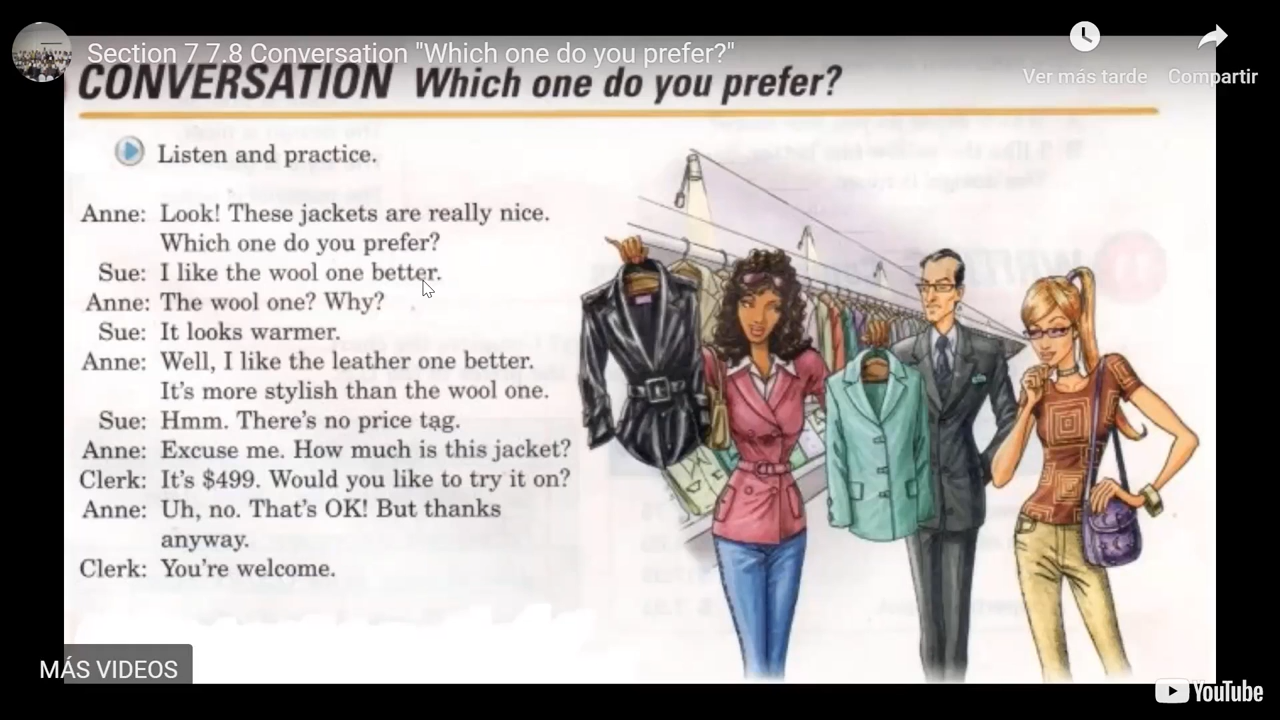 Section 7 7.8 Conversation "Which one do you prefer?"
Ver más tarde
Compartir
CONVERSATION Which one do you prefer?
Listen and practice.
Anne: Look! These jackets are really nice.
Which one do you prefer?
Sue: I like the wool one better.
Anne: The wool one? Why?
Sue: It looks warmer.
Anne: Well, I like the leather one better.
It's more stylish than the wool one.
Sue: Hmm. There's no price tag.
Anne: Excuse me. How much is this jacket?
Clerk: It's $499. Would you like to try it on?
Anne: Uh, no. That's OK! But thanks
anyway.
Clerk: You're welcome.
MÁS VIDEOS
YouTube